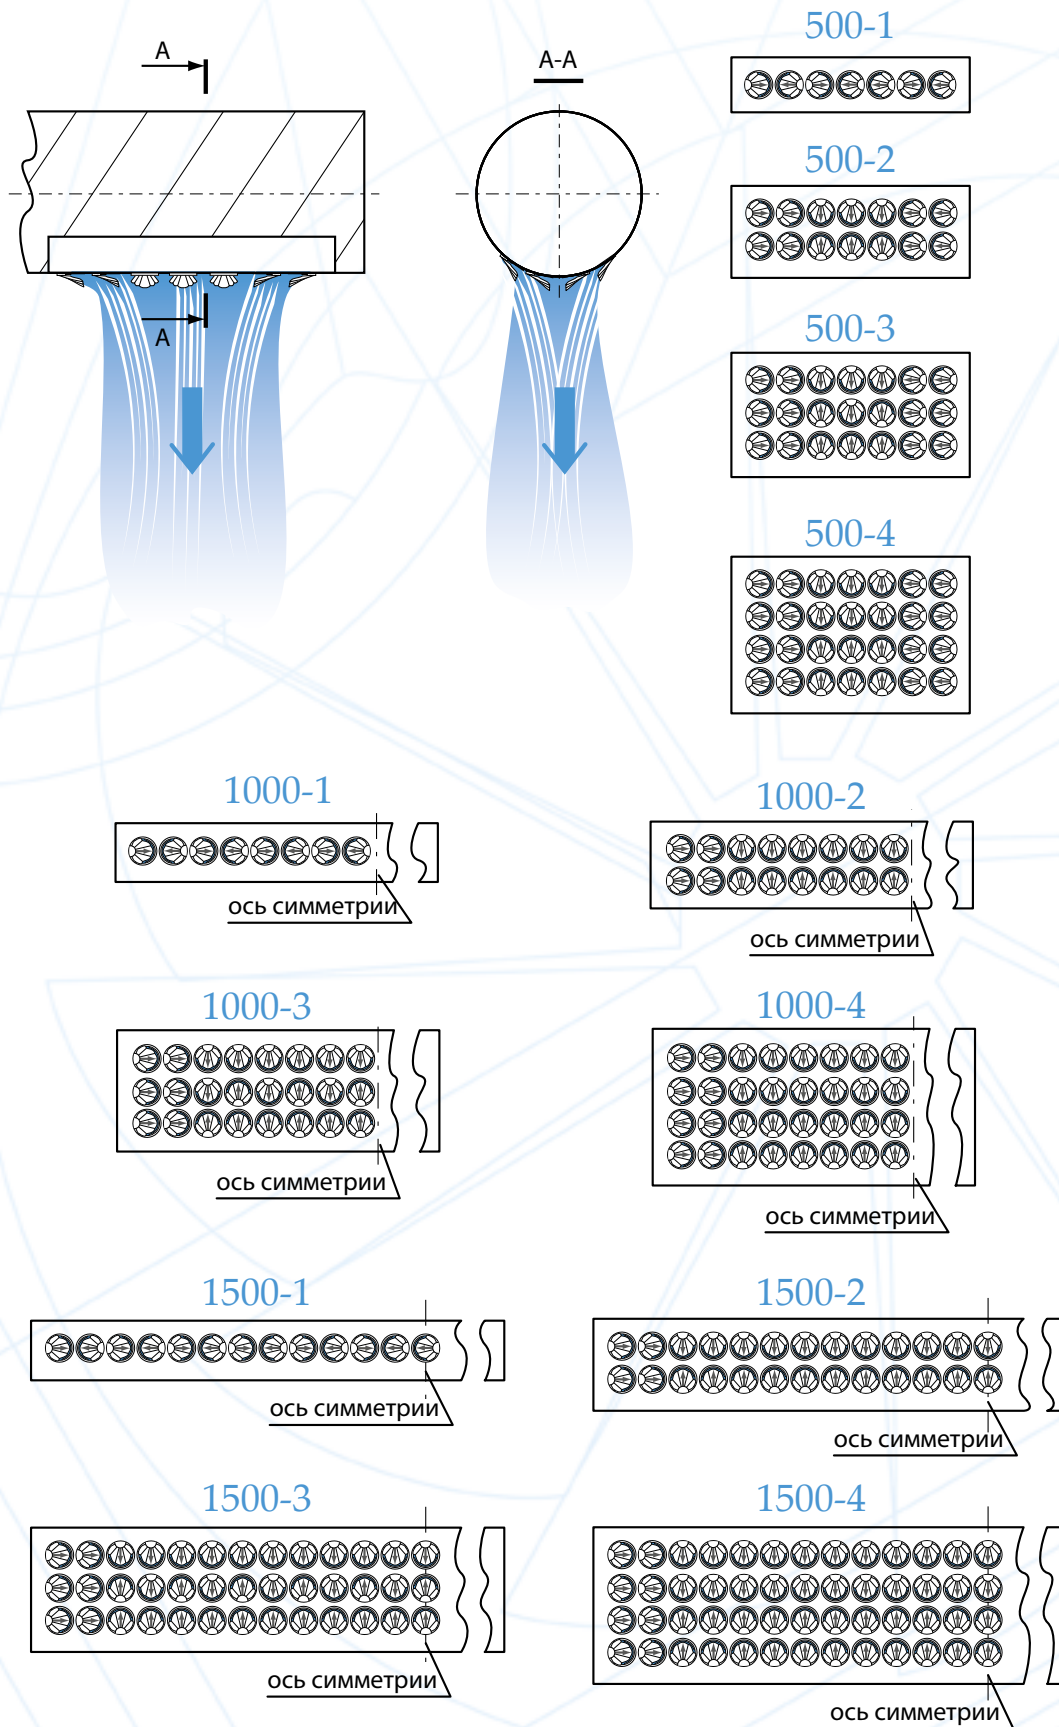 A
A-A
A
500-1
500-2
500-3
500-4
1000-1
ось симметрии
1000-2
ось симметрии
1000-3
ось симметрии
1000-4
ось симметрии
1500-1
ось симметрии
1500-2
ось симметрии
1500-3
ось симметрии
1500-4
ось симметрии